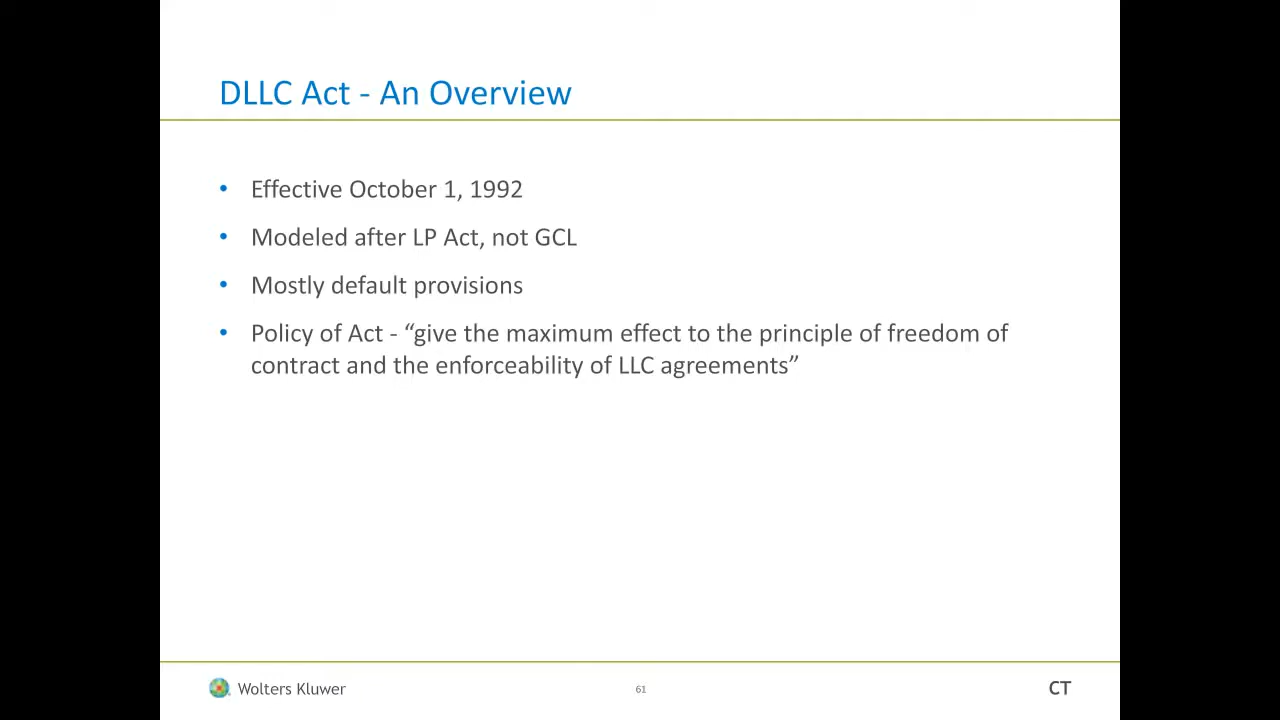 DLLC Act - An Overview
• Effective October 1, 1992
• Modeled after LP Act, not GCL
• Mostly default provisions
• Policy of Act - “give the maximum effect to the principle of freedom of
contract and the enforceability of LLC agreements”
Wolters Kluwer
61
CT